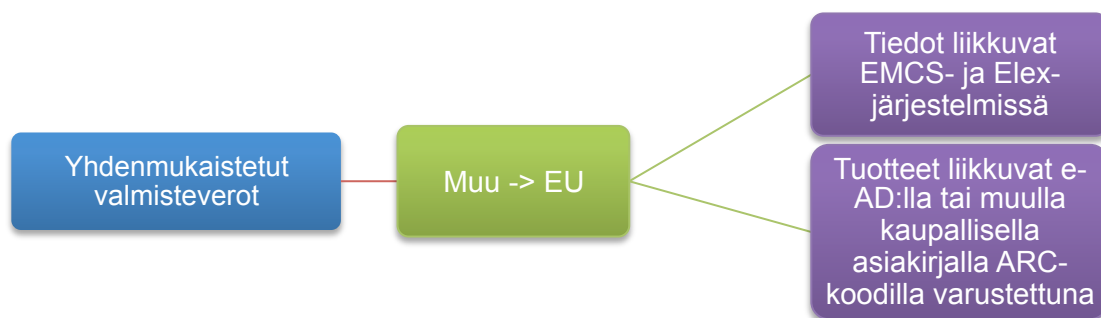 Yhdenmukaistetut
valmisteverot
Muu -> EU
Tiedot liikkuvat
EMCS- ja Elex-
järjestelmissä
Tuotteet liikkuvat e-
AD:lla tai muulla
kaupallisella
asiakirjalla ARC-
koodilla varustettuna